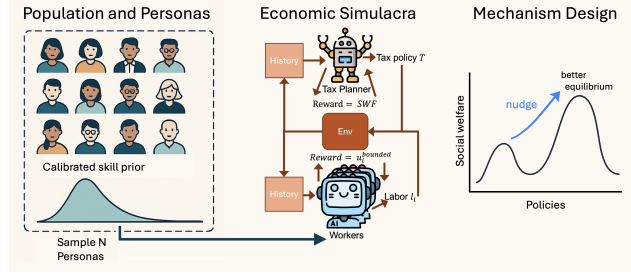 Population and Personas
Calibrated skill prior
Sample N
Personas
Economic Simulacra
History
Tax policy T
Tax Planner
Reward = SWF
Env
Reward = u_i^bounded
History
Labor l_i
AI
Workers
Mechanism Design
better
equilibrium
nudge
Social welfare
Policies